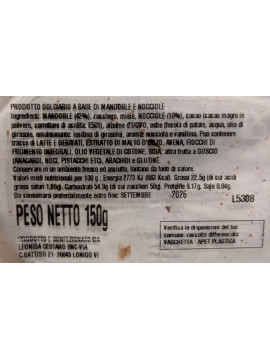 PRODOTTO DOLCIARIO A BASE DI MANDORLE E NOCCIOLE
Ingredienti: MANDORLE (42%), zucchero, miele, NOCCIOLE (10%), cacao (cacao magro in
polvere, correttore di acidità: E501), albume d'UOVO, ostie (fecola di patate, acqua, olio di
girasole, emulsionante: lecitina di girasole), aromi: nocciola e vanillina. Può contenere
tracce di LATTE E DERIVATI, ESTRATTO DI MALTO D'ORZO, AVENA, FIOCCHI DI
FRUMENTO INTEGRALI, OLIO VEGETALE DI COTONE, SOIA, altra frutta a GUSCIO
(ANACARDI, NOCI, PISTACCHI ETC), ARACHIDI e GLUTINE.
Conservare in un ambiente fresco ed asciutto, lontano da fonti di calore.
Valori medi nutrizionali per 100 g: Energia 2773 KJ (663 Kcal), Grassi 22.5g (di cui acidi
grassi saturi 1.86g), Carboidrati 54.9g (di cui zuccheri 50g), Proteine 9.17g, Sale 0.04g.
Da consumarsi preferibilmente entro fine: SETTEMBRE 2026
L5308
PESO NETTO 150g
PRODOTTO E CONFEZIONATO DA
LEONIDA CESTARO SNC-VIA
C.BATTISTI 21-36045 LONIGO VI
Verifica le disposizioni del tuo
comune: raccolta differenziata
VASCHETTA APET PLASTICA